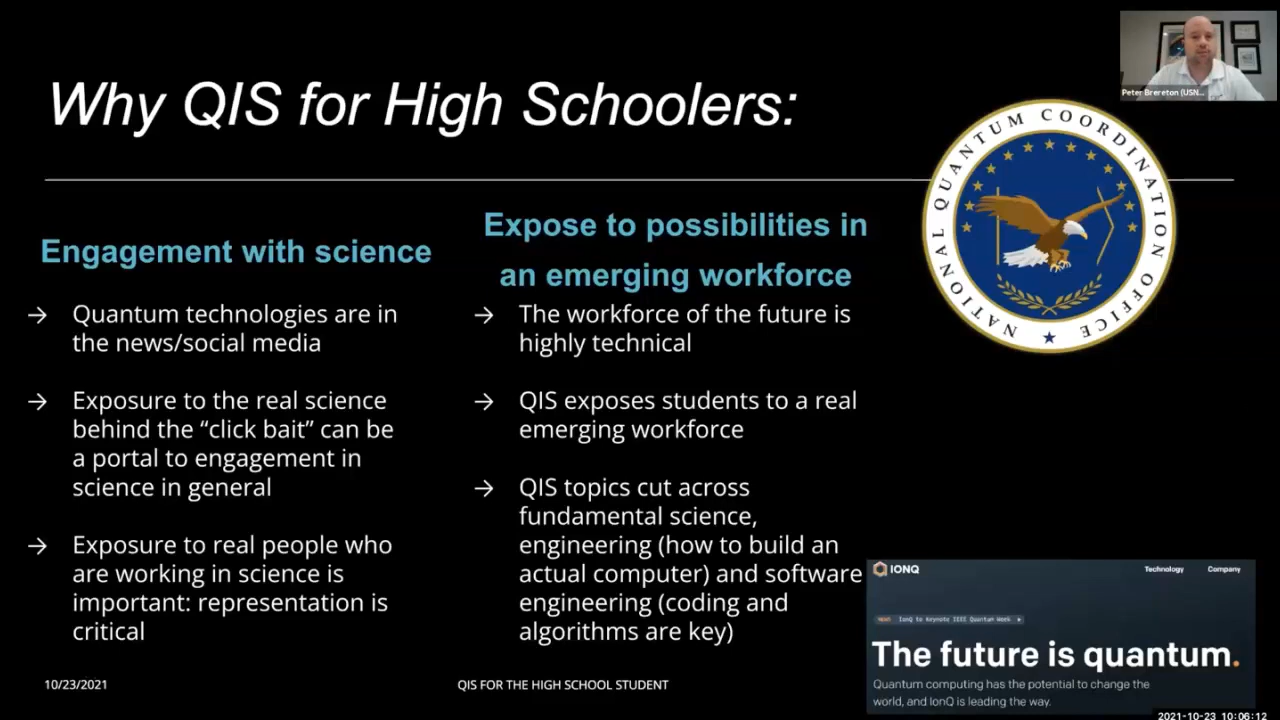 Why QIS for High Schoolers:
Peter Brereton (USN...
NATIONAL QUANTUM COORDINATION OFFICE
Engagement with science
→ Quantum technologies are in
the news/social media
→ Exposure to the real science
behind the “click bait” can be
a portal to engagement in
science in general
→ Exposure to real people who
are working in science is
important: representation is
critical
Expose to possibilities in
an emerging workforce
→ The workforce of the future is
highly technical
→ QIS exposes students to a real
emerging workforce
→ QIS topics cut across
fundamental science,
engineering (how to build an
actual computer) and software
engineering (coding and
algorithms are key)
IONQ
Technology Company
IonQ to Keynote IEEE Quantum Week
The future is quantum.
Quantum computing has the potential to change the
world, and IonQ is leading the way.
10/23/2021
QIS FOR THE HIGH SCHOOL STUDENT
2021-10-23 10:06:12